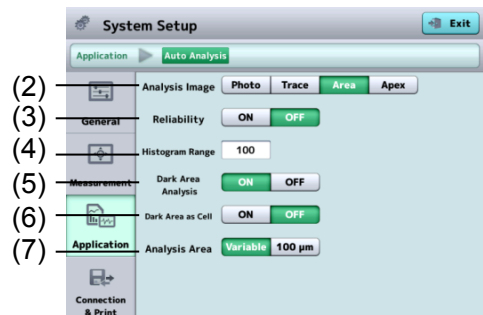 System Setup
Exit
Application
Auto Analysis
(2)
Analysis Image
Photo
Trace
Area
Apex
(3)
General
Reliability
ON
OFF
(4)
Histogram Range
100
(5)
Measurement
Dark Area
Analysis
ON
OFF
(6)
Dark Area as Cell
ON
OFF
(7)
Application
Analysis Area
Variable
100 µm
Connection
& Print